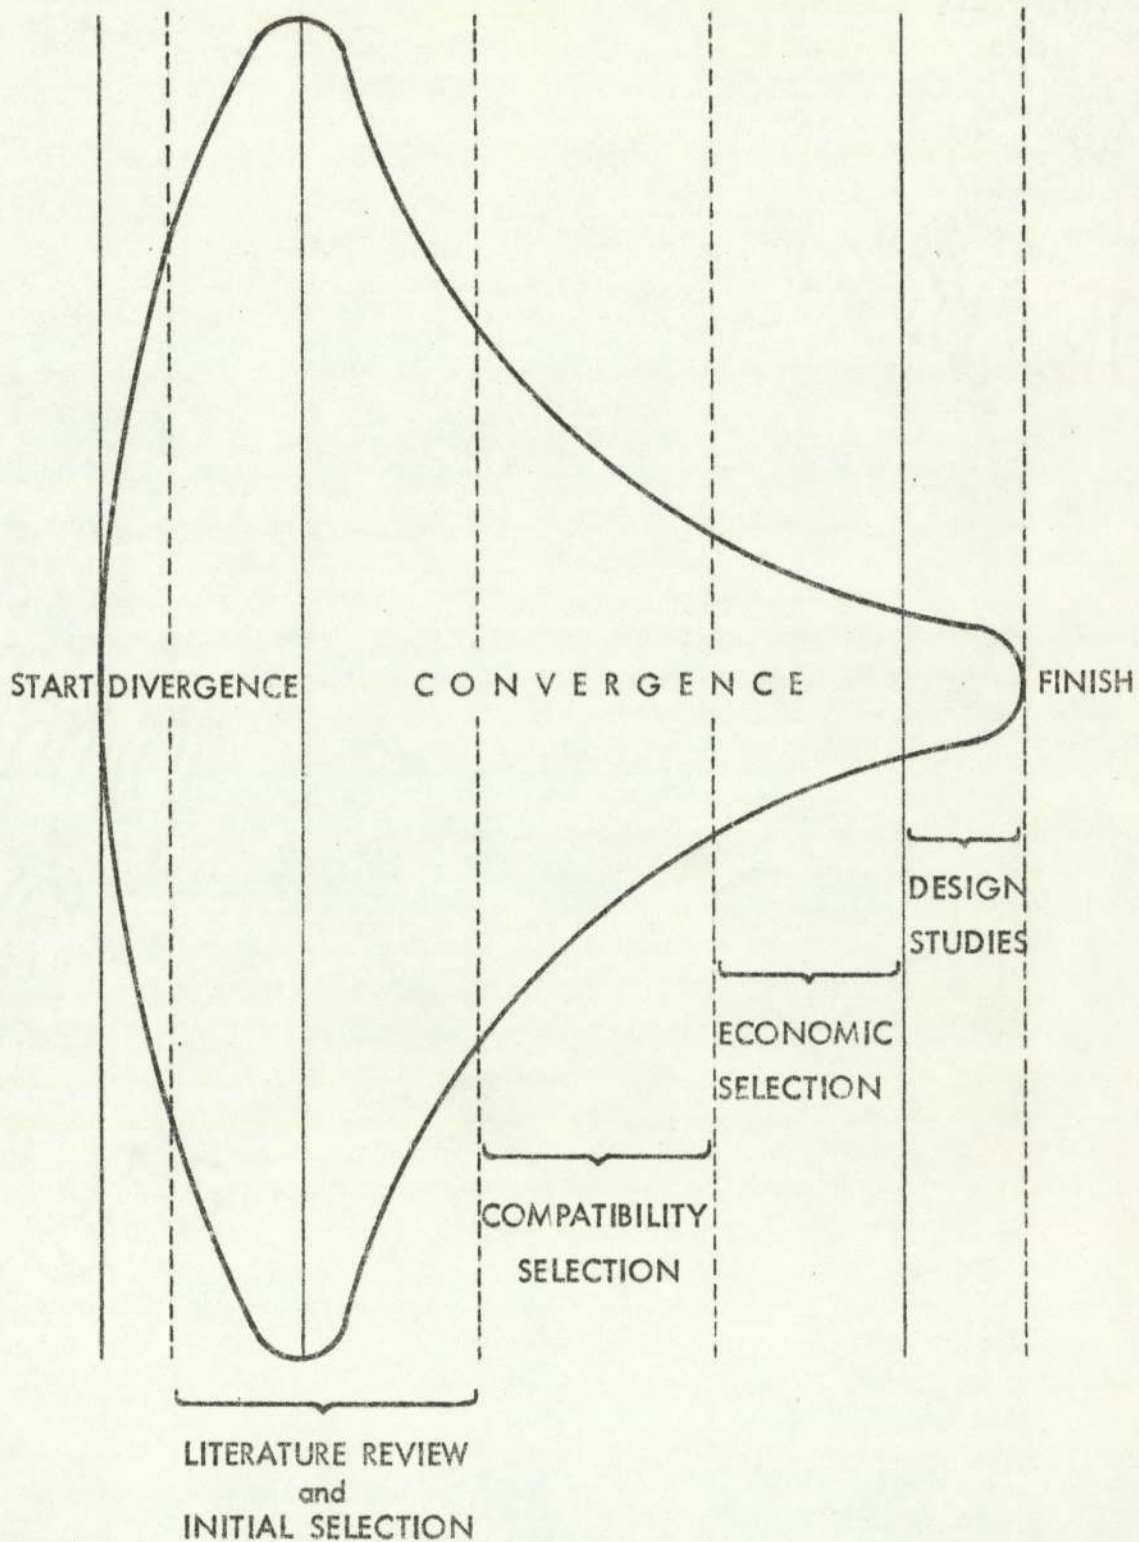 START DIVERGENCE C O N V E R G E N C E FINISH
DESIGN
STUDIES
ECONOMIC
SELECTION
COMPATIBILITY
SELECTION
LITERATURE REVIEW
and
INITIAL SELECTION